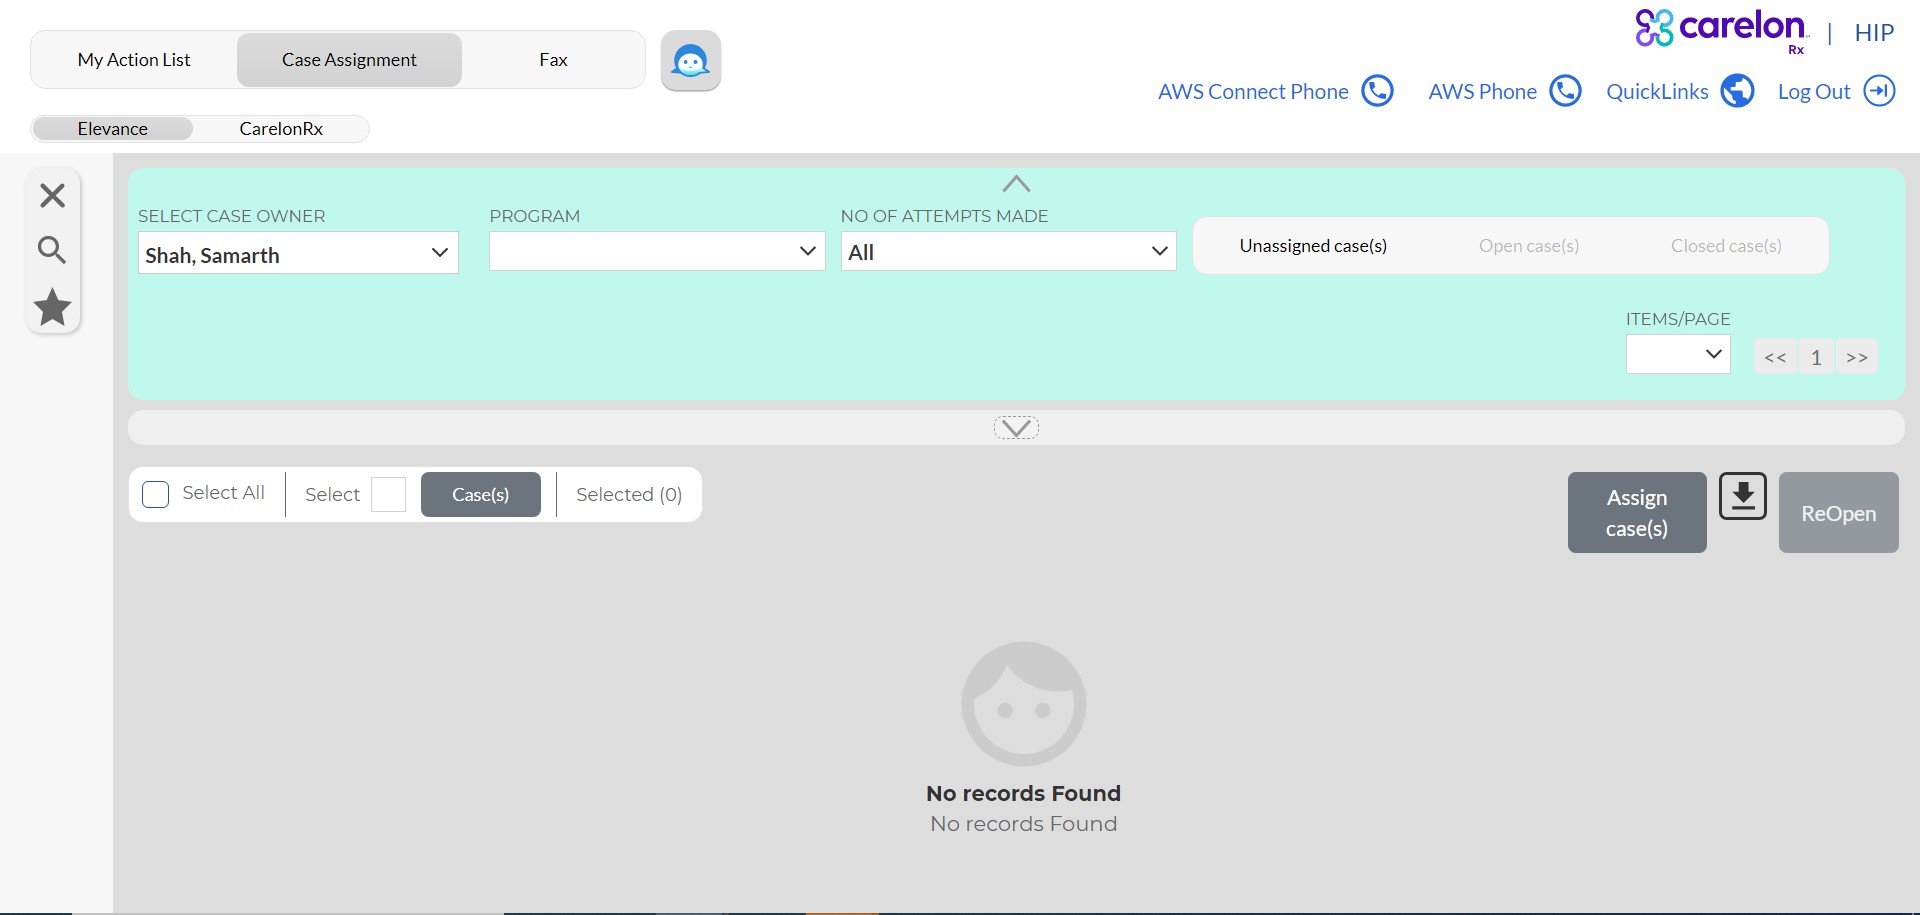 My Action List
Case Assignment
Fax
carelon
Rx
| HIP
AWS Connect Phone
AWS Phone
QuickLinks
Log Out
Elevance
CarelonRx
SELECT CASE OWNER
Shah, Samarth
PROGRAM
NO OF ATTEMPTS MADE
All
Unassigned case(s)
Open case(s)
Closed case(s)
ITEMS/PAGE
<< 1 >>
Select All
Select
Case(s)
Selected (0)
Assign
case(s)
ReOpen
No records Found
No records Found